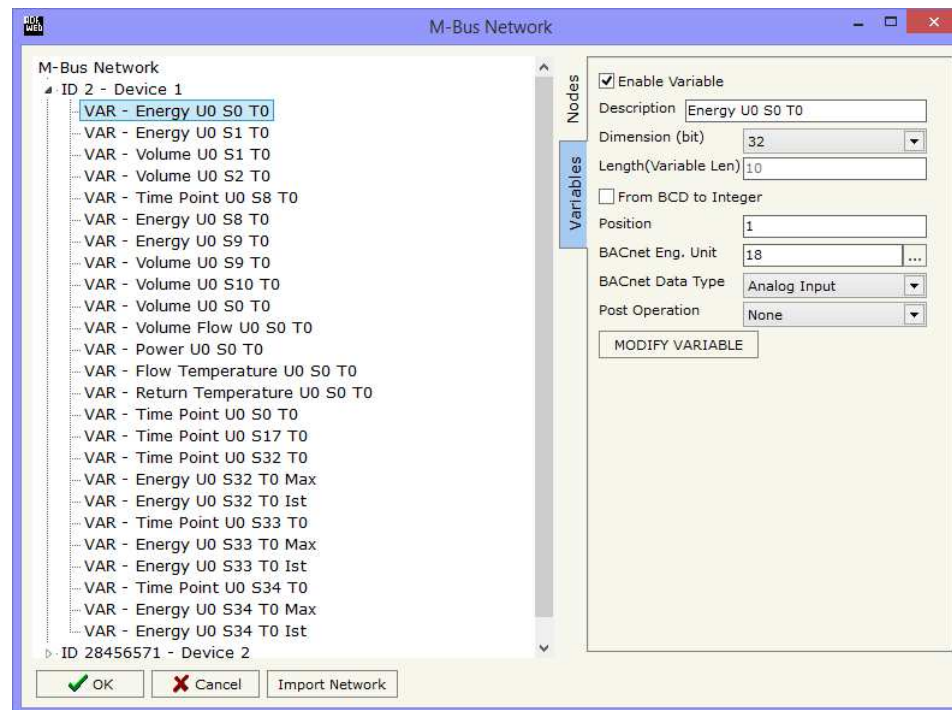 ADF
WEB
M-Bus Network
M-Bus Network
ID 2 - Device 1
VAR - Energy U0 S0 T0
VAR - Energy U0 S1 T0
VAR - Volume U0 S1 T0
VAR - Volume U0 S2 T0
VAR - Time Point U0 S8 T0
VAR - Energy U0 S8 T0
VAR - Energy U0 S9 T0
VAR - Volume U0 S9 T0
VAR - Volume U0 S10 T0
VAR - Volume U0 S0 T0
VAR - Volume Flow U0 S0 T0
VAR - Power U0 S0 T0
VAR - Flow Temperature U0 S0 T0
VAR - Return Temperature U0 S0 T0
VAR - Time Point U0 S0 T0
VAR - Time Point U0 S17 T0
VAR - Time Point U0 S32 T0
VAR - Energy U0 S32 T0 Max
VAR - Energy U0 S32 T0 Ist
VAR - Time Point U0 S33 T0
VAR - Energy U0 S33 T0 Max
VAR - Energy U0 S33 T0 Ist
VAR - Time Point U0 S34 T0
VAR - Energy U0 S34 T0 Max
VAR - Energy U0 S34 T0 Ist
ID 28456571 - Device 2
OK Cancel Import Network
Nodes
Variables
Enable Variable
Description Energy U0 S0 T0
Dimension (bit) 32
Length(Variable Len) 10
From BCD to Integer
Position 1
BACnet Eng. Unit 18 ...
BACnet Data Type Analog Input
Post Operation None
MODIFY VARIABLE